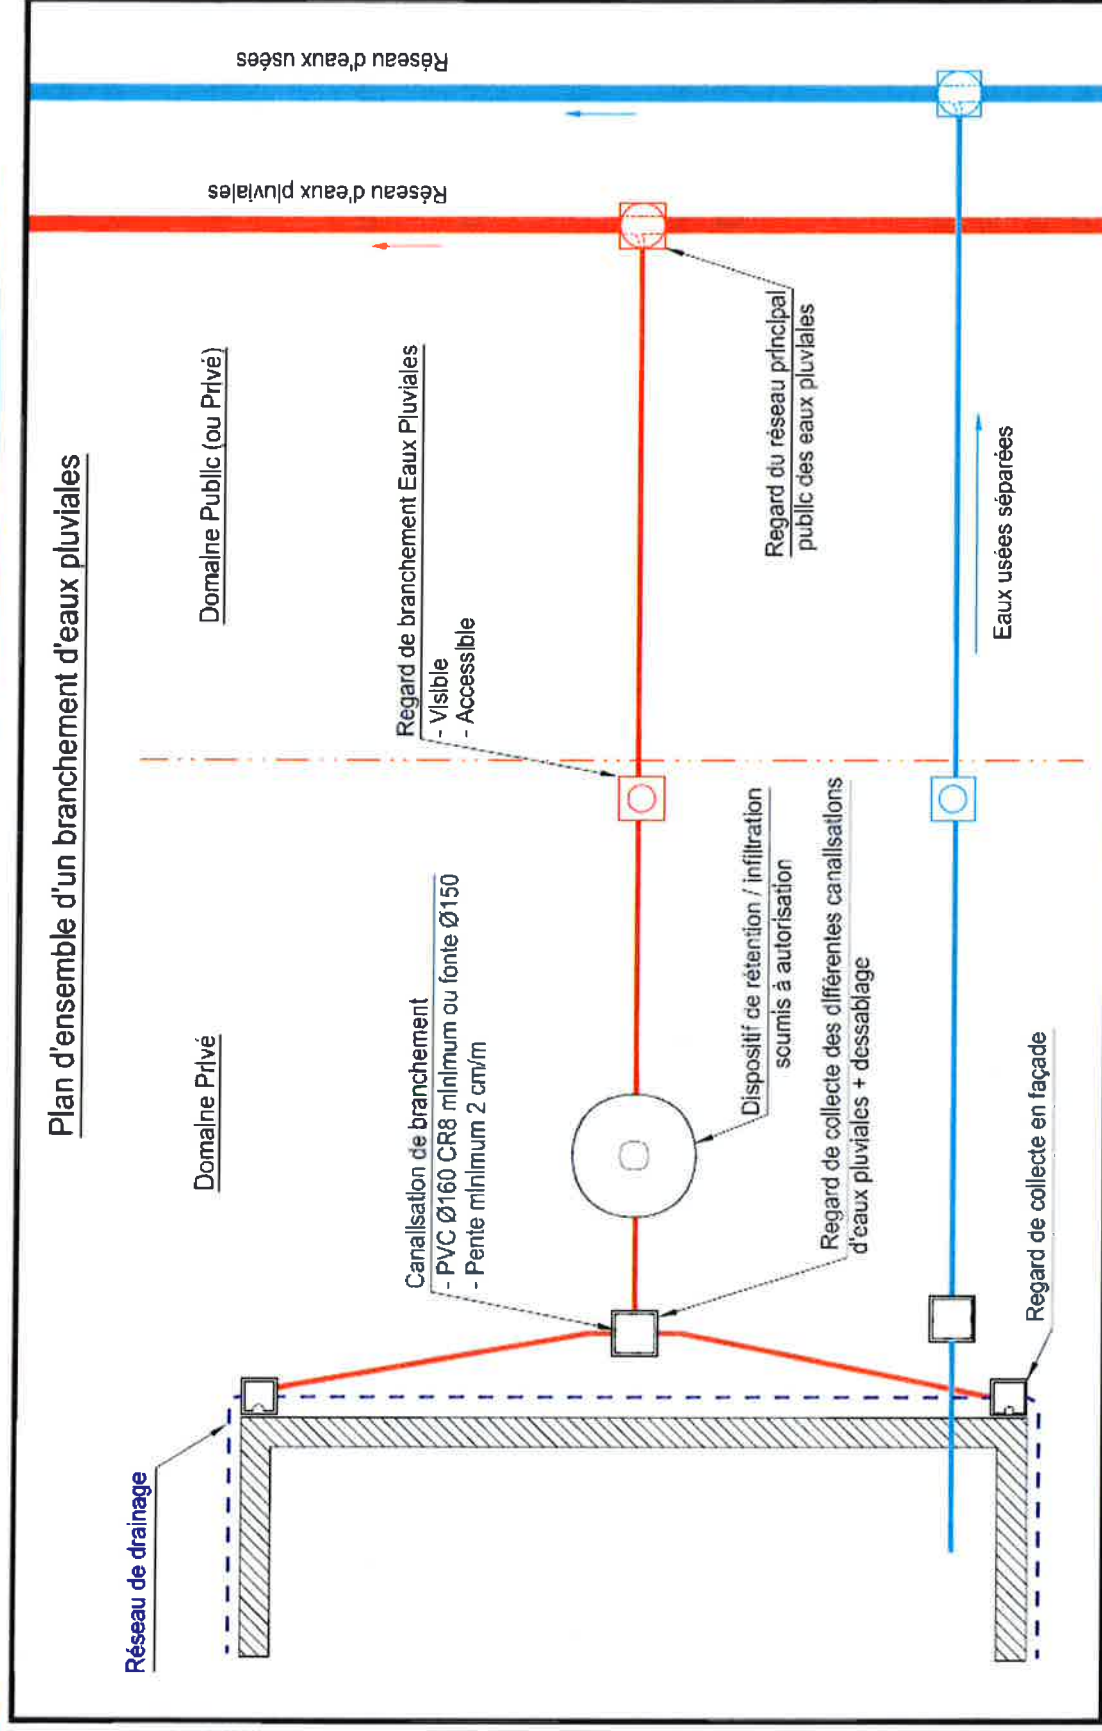 Plan d'ensemble d'un branchement d'eaux pluviales
Domaine Privé
Domaine Public (ou Privé)
Réseau de drainage
Canalisation de branchement
- PVC Ø160 CR8 minimum ou fonte Ø150
- Pente minimum 2 cm/m
Regard de branchement Eaux Pluviales
- Visible
- Accessible
Réseau d'eaux pluviales
Réseau d'eaux usées
Dispositif de rétention / infiltration
soumis à autorisation
Regard de collecte des différentes canalisations
d'eaux pluviales + dessablage
Regard de collecte en façade
Regard du réseau principal
public des eaux pluviales
Eaux usées séparées